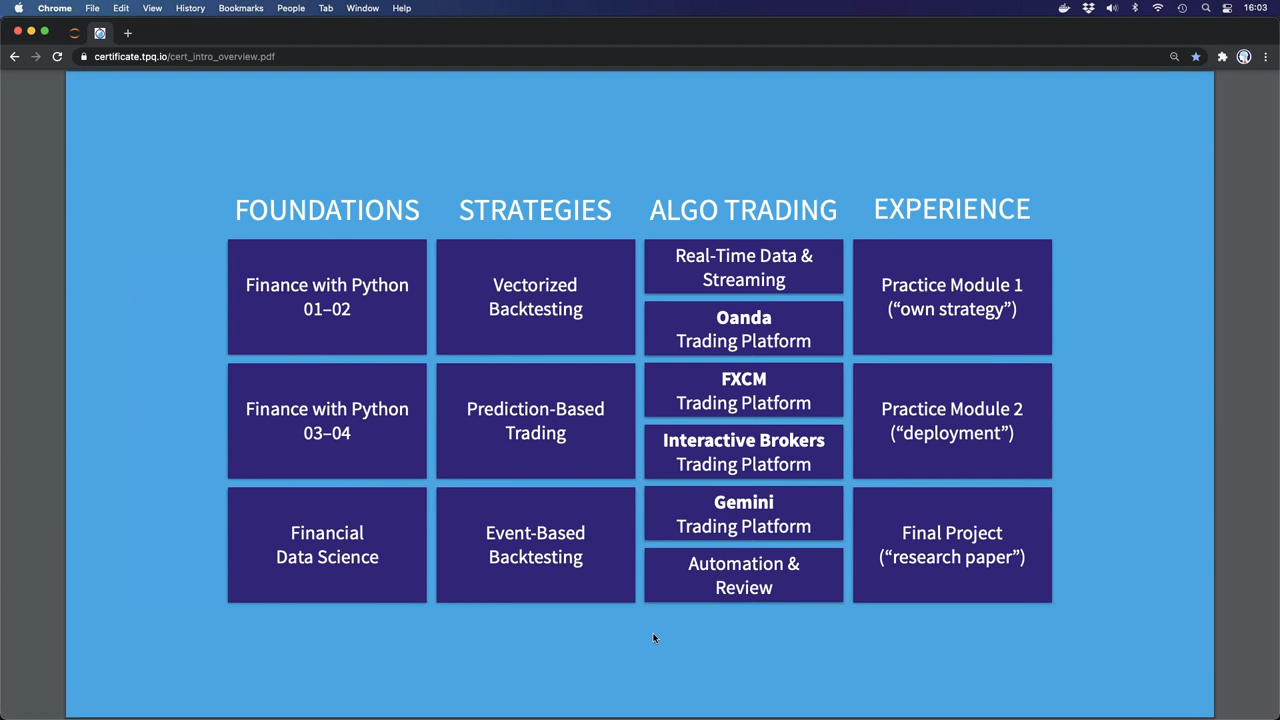 Chrome File Edit View History Bookmarks People Tab Window Help 16:03
certificate.tpq.io/cert_intro_overview.pdf
FOUNDATIONS
Finance with Python
01–02
Finance with Python
03–04
Financial
Data Science
STRATEGIES
Vectorized
Backtesting
Prediction-Based
Trading
Event-Based
Backtesting
ALGO TRADING
Real-Time Data &
Streaming
Oanda
Trading Platform
FXCM
Trading Platform
Interactive Brokers
Trading Platform
Gemini
Trading Platform
Automation &
Review
EXPERIENCE
Practice Module 1
(“own strategy”)
Practice Module 2
(“deployment”)
Final Project
(“research paper”)